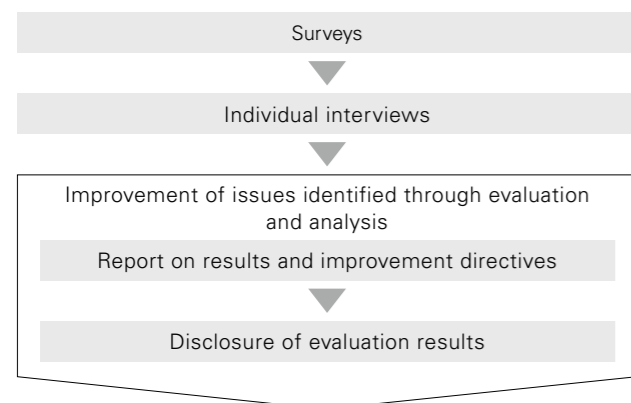 Surveys
Individual interviews
Improvement of issues identified through evaluation
and analysis
Report on results and improvement directives
Disclosure of evaluation results